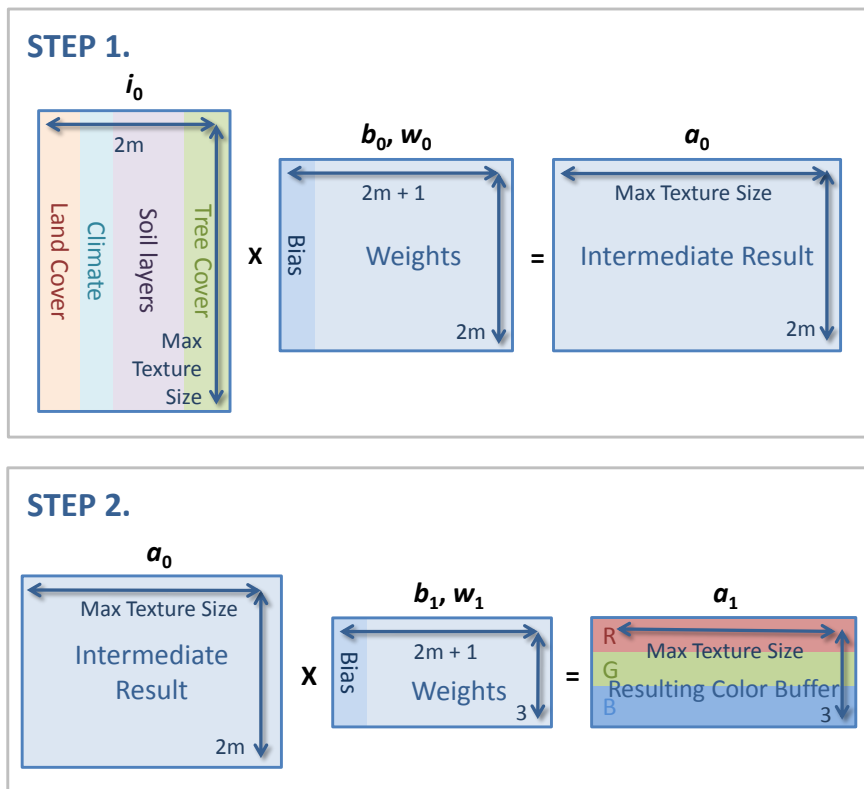 STEP 1.
i0
2m
Land Cover
Climate
Soil layers
Tree Cover
Max
Texture
Size
X
b0, w0
2m + 1
Bias
Weights
2m
=
a0
Max Texture Size
Intermediate Result
2m
STEP 2.
a0
Max Texture Size
Intermediate
Result
2m
X
b1, w1
2m + 1
Bias
Weights
3
=
a1
R
Max Texture Size
G
Resulting Color Buffer
B
3